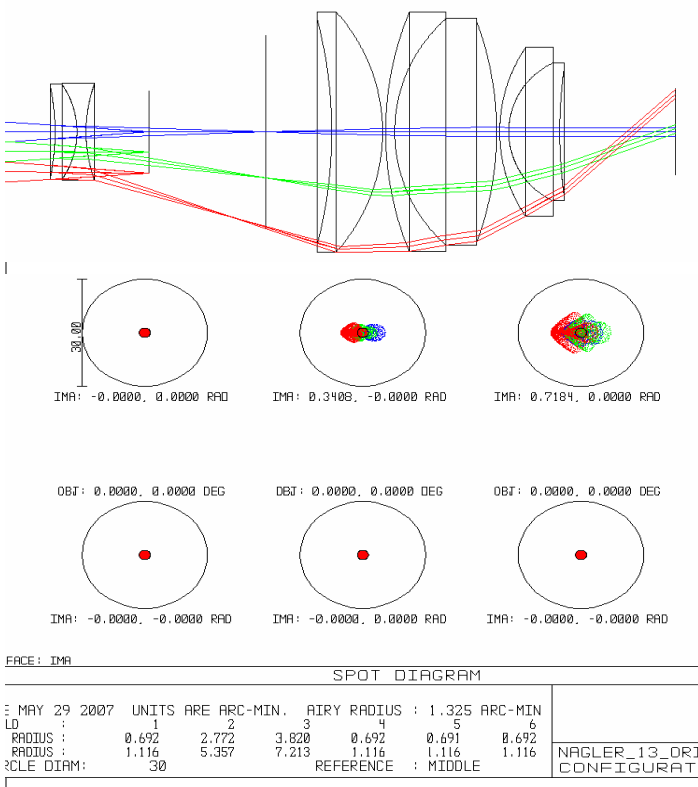 30.00
IMA: -0.0000, 0.0000 RAD
IMA: 0.3408, -0.0000 RAD
IMA: 0.7184, 0.0000 RAD
OBJ: 0.0000, 0.0000 DEG
OBJ: 0.0000, 0.0000 DEG
OBJ: 0.0000, 0.0000 DEG
IMA: -0.0000, -0.0000 RAD
IMA: -0.0000, 0.0000 RAD
IMA: -0.0000, -0.0000 RAD
FACE: IMA
SPOT DIAGRAM
E MAY 29 2007 UNITS ARE ARC-MIN. AIRY RADIUS : 1.325 ARC-MIN
LD : 1 2 3 4 5 6
RADIUS : 0.692 2.772 3.820 0.692 0.691 0.692
RADIUS : 1.116 5.357 7.213 1.116 1.116 1.116
RCLE DIAM: 30 REFERENCE : MIDDLE
NAGLER_13_ORI
CONFIGURAT